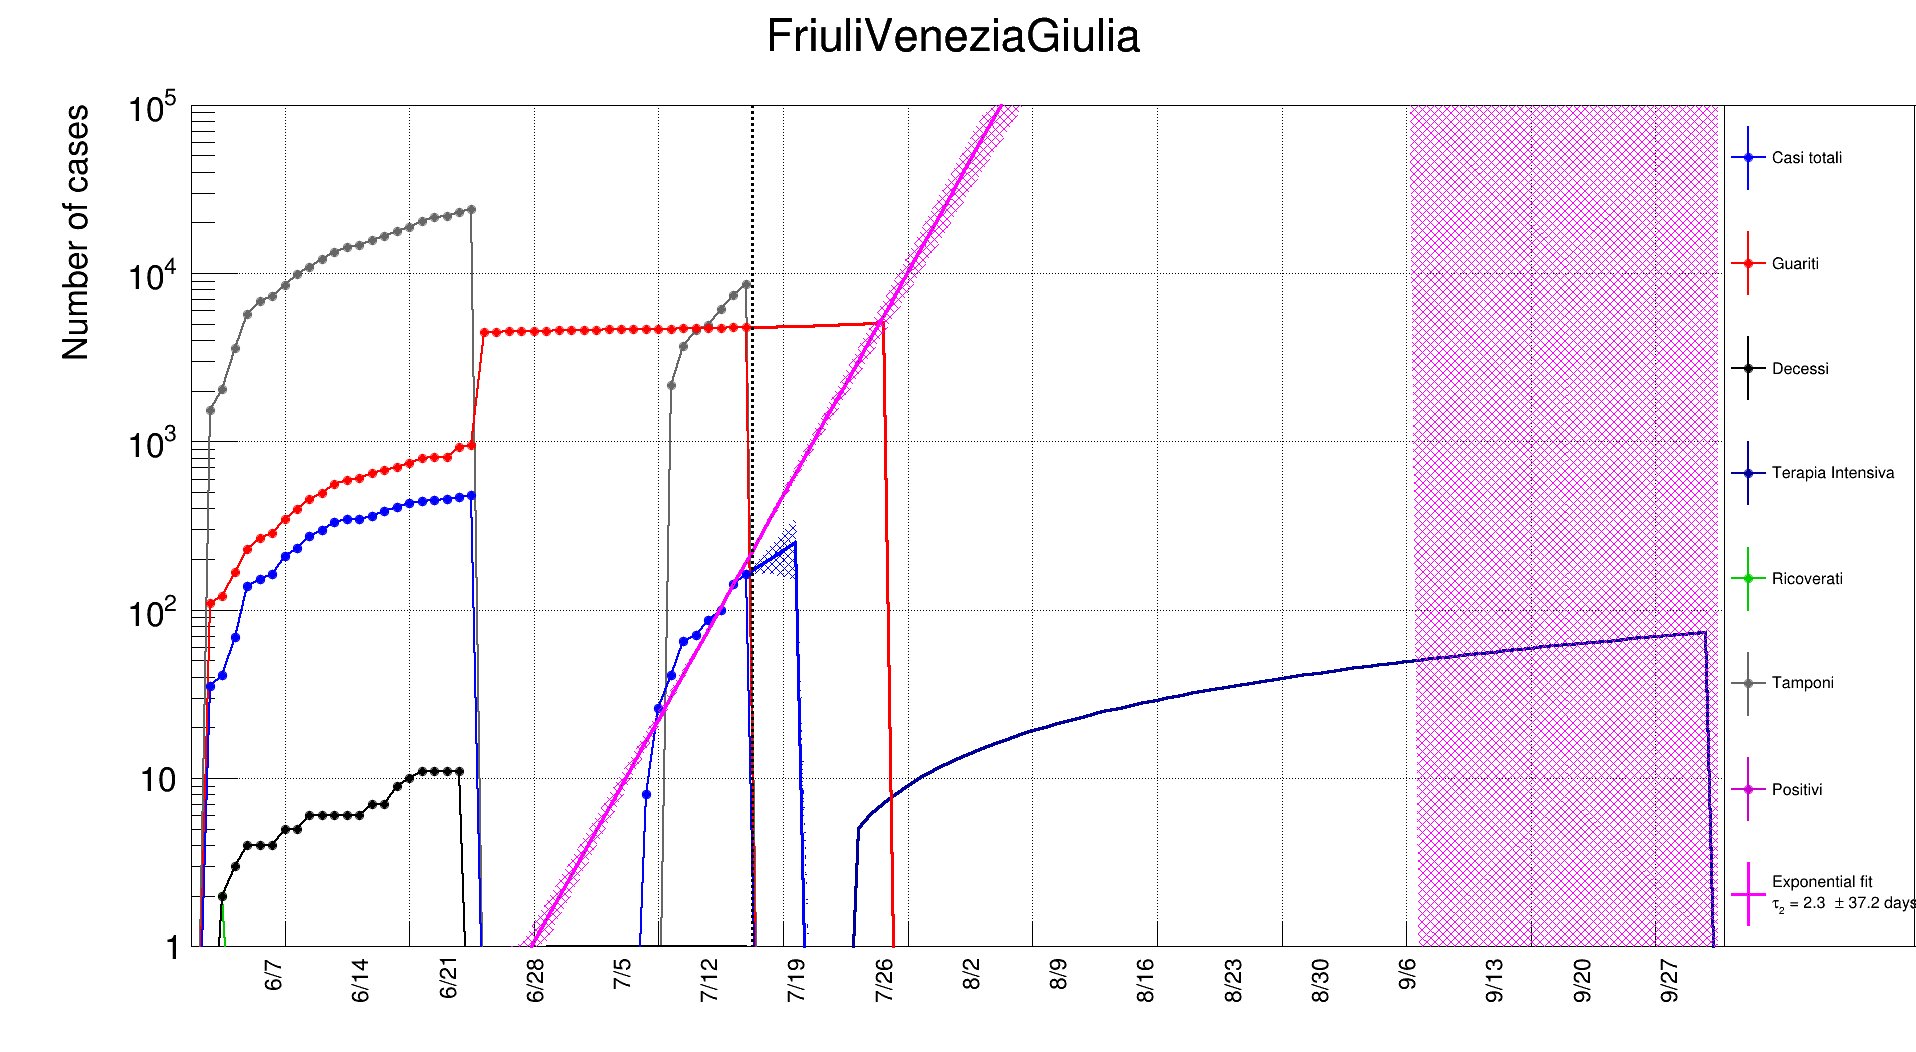 FriuliVeneziaGiulia
Number of cases
10^5
10^4
10^3
10^2
10
1
6/7
6/14
6/21
6/28
7/5
7/12
7/19
7/26
8/2
8/9
8/16
8/23
8/30
9/6
9/13
9/20
9/27
Casi totali
Guariti
Decessi
Terapia Intensiva
Ricoverati
Tamponi
Positivi
Exponential fit
τ_2 = 2.3 ± 37.2 days